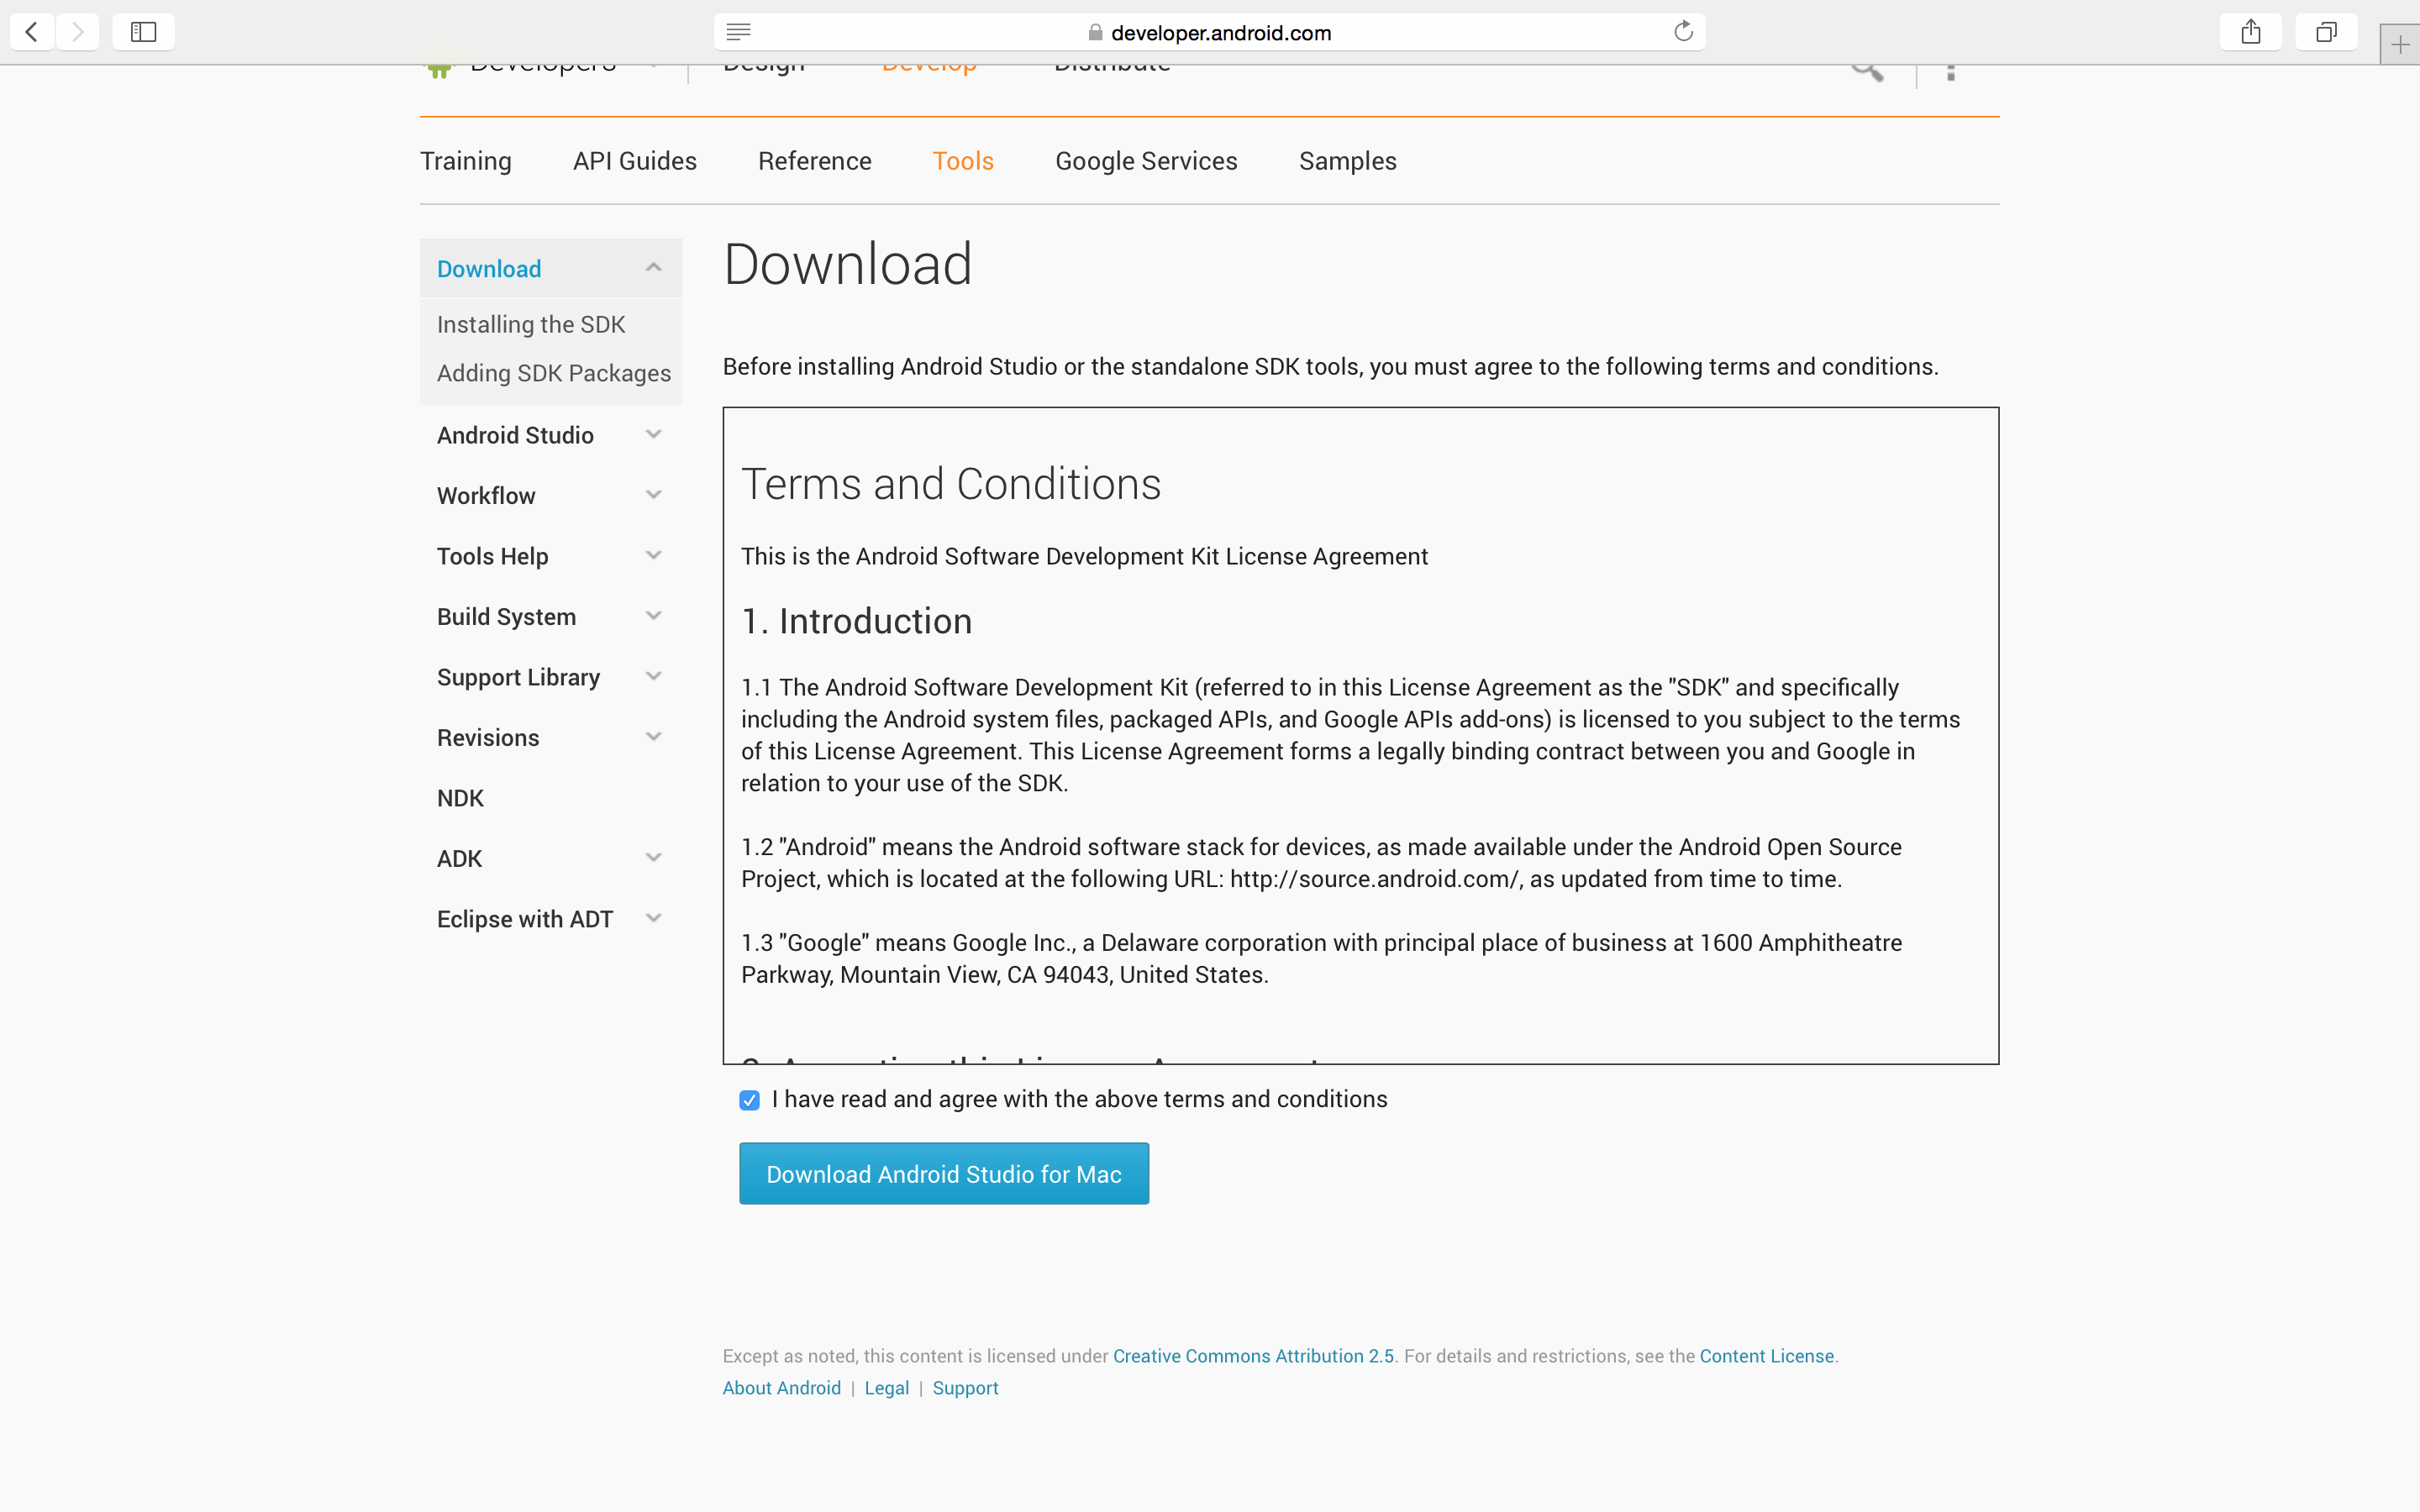 developer.android.com
Developers Design Develop Distribute
Training API Guides Reference Tools Google Services Samples
Download
Installing the SDK
Adding SDK Packages
Android Studio
Workflow
Tools Help
Build System
Support Library
Revisions
NDK
ADK
Eclipse with ADT
Download
Before installing Android Studio or the standalone SDK tools, you must agree to the following terms and conditions.
Terms and Conditions
This is the Android Software Development Kit License Agreement
1. Introduction
1.1 The Android Software Development Kit (referred to in this License Agreement as the "SDK" and specifically
including the Android system files, packaged APIs, and Google APIs add-ons) is licensed to you subject to the terms
of this License Agreement. This License Agreement forms a legally binding contract between you and Google in
relation to your use of the SDK.
1.2 "Android" means the Android software stack for devices, as made available under the Android Open Source
Project, which is located at the following URL: http://source.android.com/, as updated from time to time.
1.3 "Google" means Google Inc., a Delaware corporation with principal place of business at 1600 Amphitheatre
Parkway, Mountain View, CA 94043, United States.
I have read and agree with the above terms and conditions
Download Android Studio for Mac
Except as noted, this content is licensed under Creative Commons Attribution 2.5. For details and restrictions, see the Content License.
About Android | Legal | Support